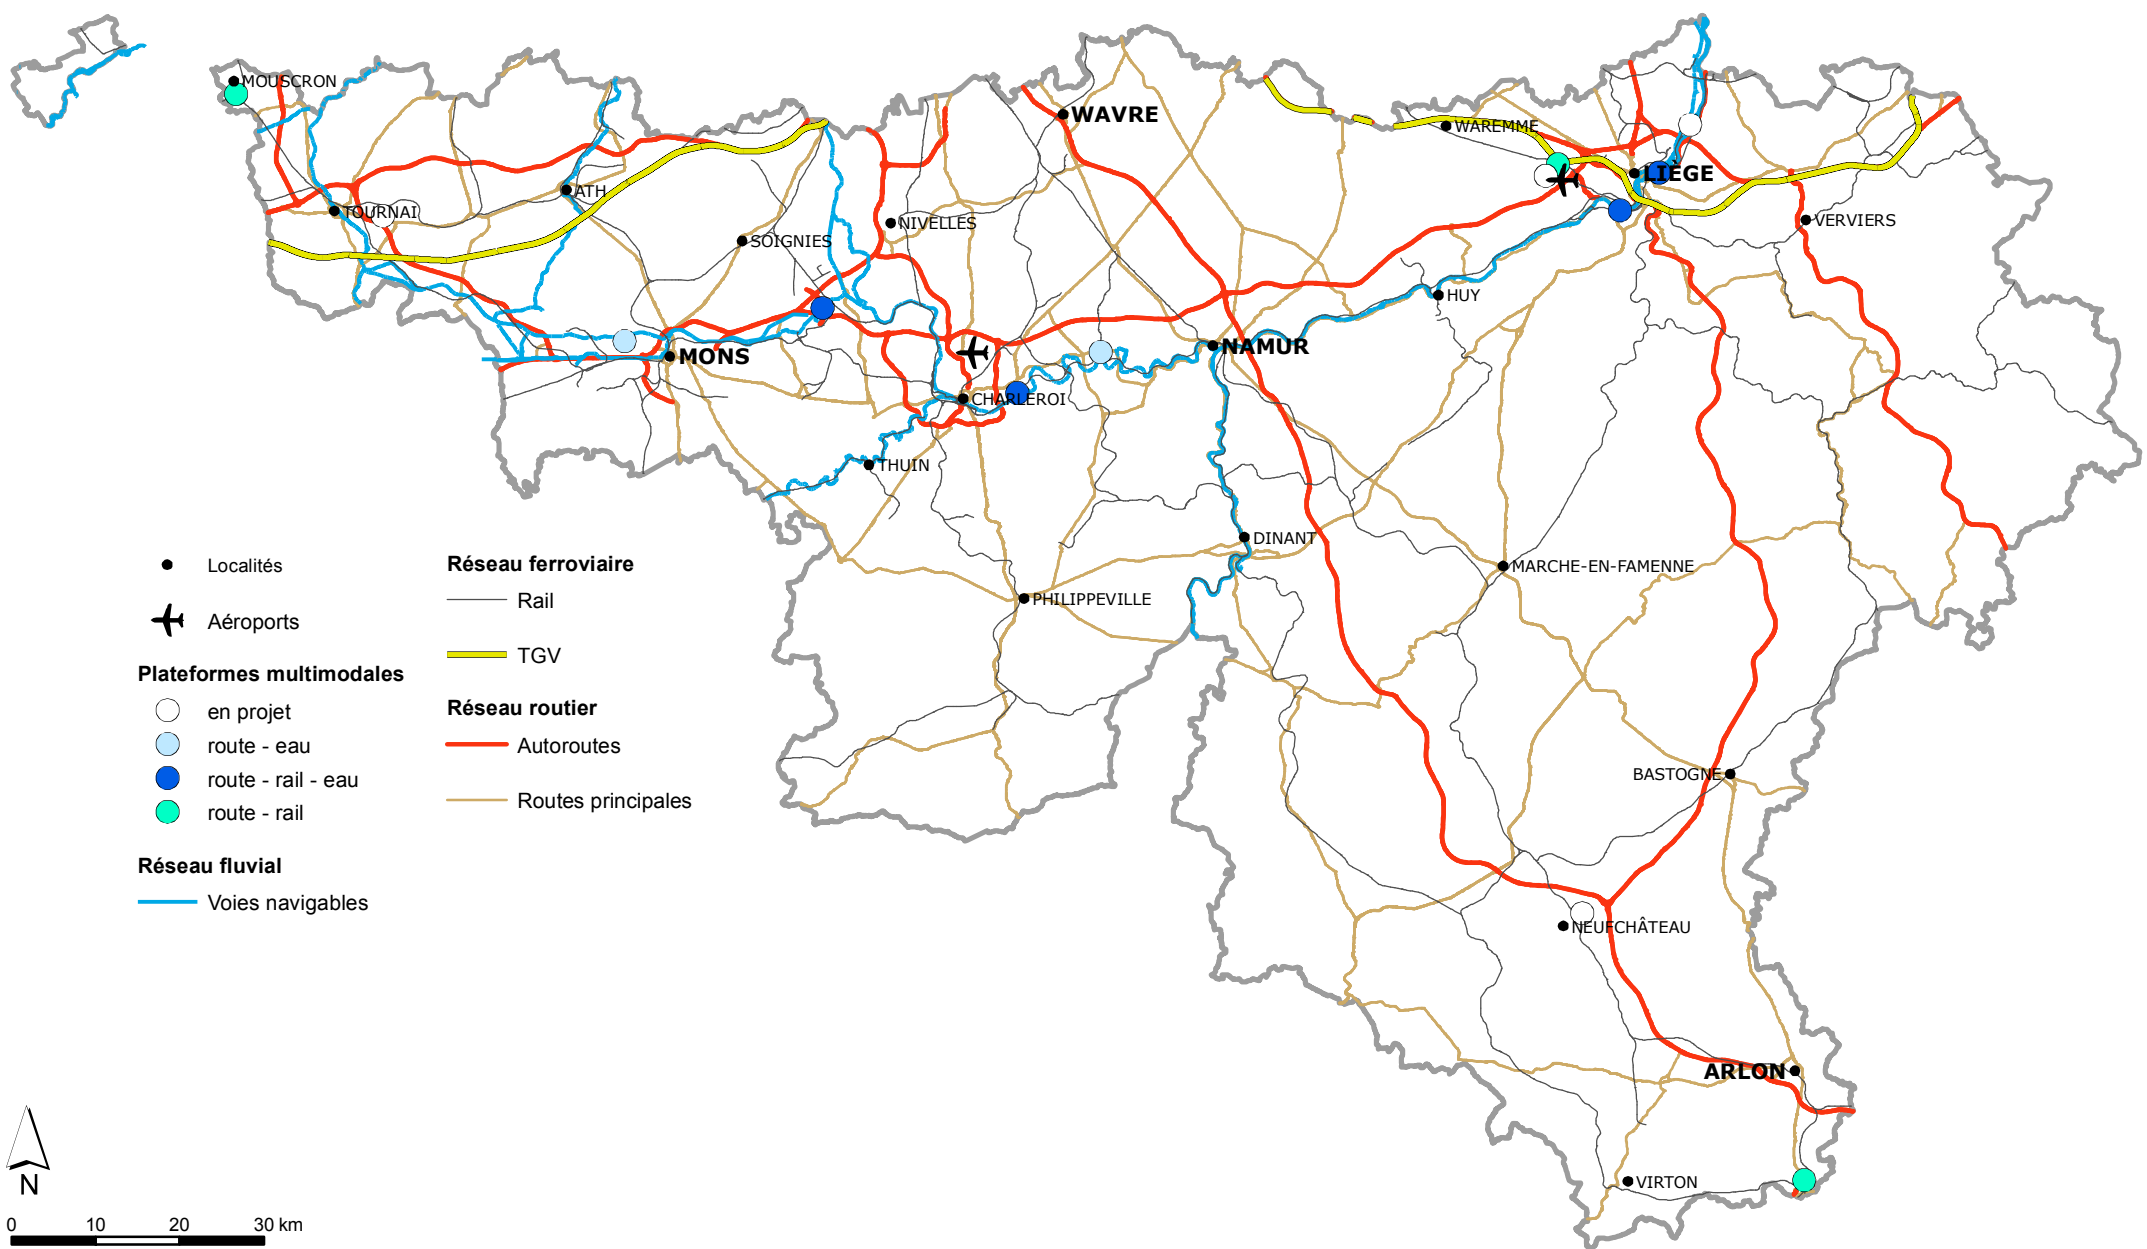 MOUSCRON
WAVRE
WAREMME
LIÈGE
ATH
TOURNAI
NIVELLES
VERVIERS
SOIGNIES
HUY
MONS
NAMUR
CHARLEROI
THUIN
DINANT
MARCHE-EN-FAMENNE
PHILIPPEVILLE
BASTOGNE
NEUFCHÂTEAU
ARLON
VIRTON
Localités
Aéroports
Plateformes multimodales
en projet
route - eau
route - rail - eau
route - rail
Réseau fluvial
Voies navigables
Réseau ferroviaire
Rail
TGV
Réseau routier
Autoroutes
Routes principales
N
0 10 20 30 km